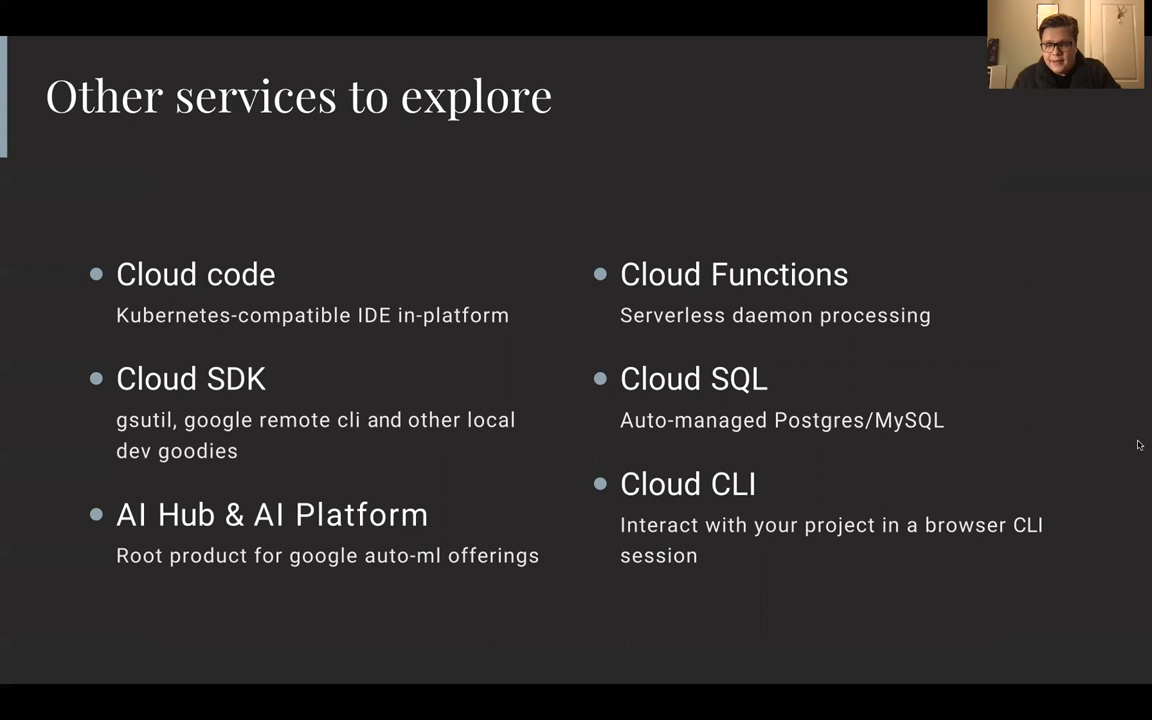 Other services to explore
Cloud code
Kubernetes-compatible IDE in-platform
Cloud SDK
gsutil, google remote cli and other local
dev goodies
AI Hub & AI Platform
Root product for google auto-ml offerings
Cloud Functions
Serverless daemon processing
Cloud SQL
Auto-managed Postgres/MySQL
Cloud CLI
Interact with your project in a browser CLI
session